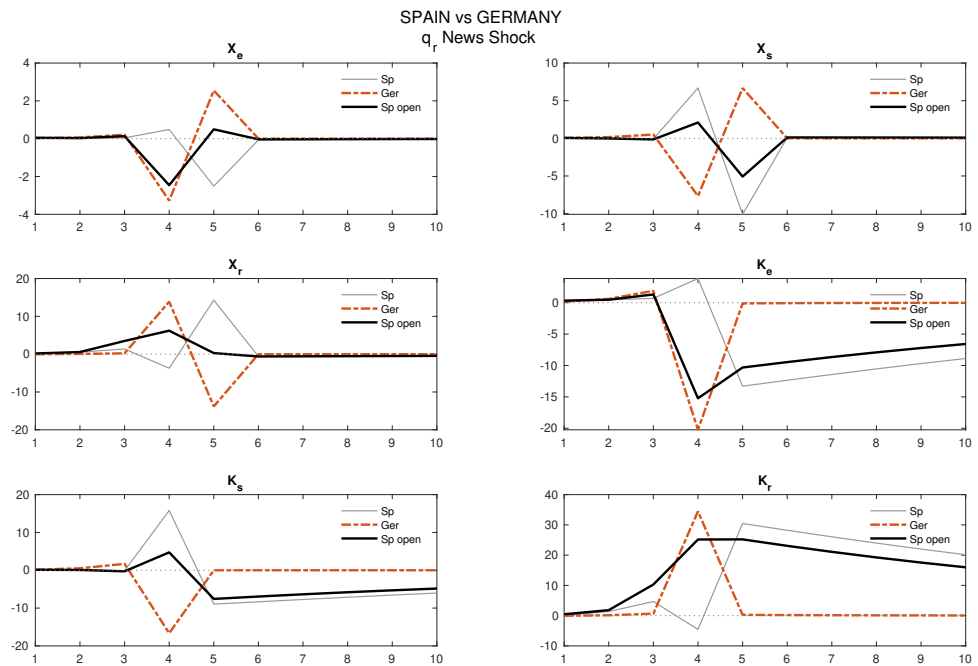 SPAIN vs GERMANY
q_r News Shock
X_e
4
2
0
-2
-4
1 2 3 4 5 6 7 8 9 10
Sp
Ger
Sp open
X_s
10
5
0
-5
-10
1 2 3 4 5 6 7 8 9 10
Sp
Ger
Sp open
X_r
20
10
0
-10
-20
1 2 3 4 5 6 7 8 9 10
Sp
Ger
Sp open
K_e
0
-5
-10
-15
-20
1 2 3 4 5 6 7 8 9 10
Sp
Ger
Sp open
K_s
20
10
0
-10
-20
1 2 3 4 5 6 7 8 9 10
Sp
Ger
Sp open
K_r
40
30
20
10
0
1 2 3 4 5 6 7 8 9 10
Sp
Ger
Sp open